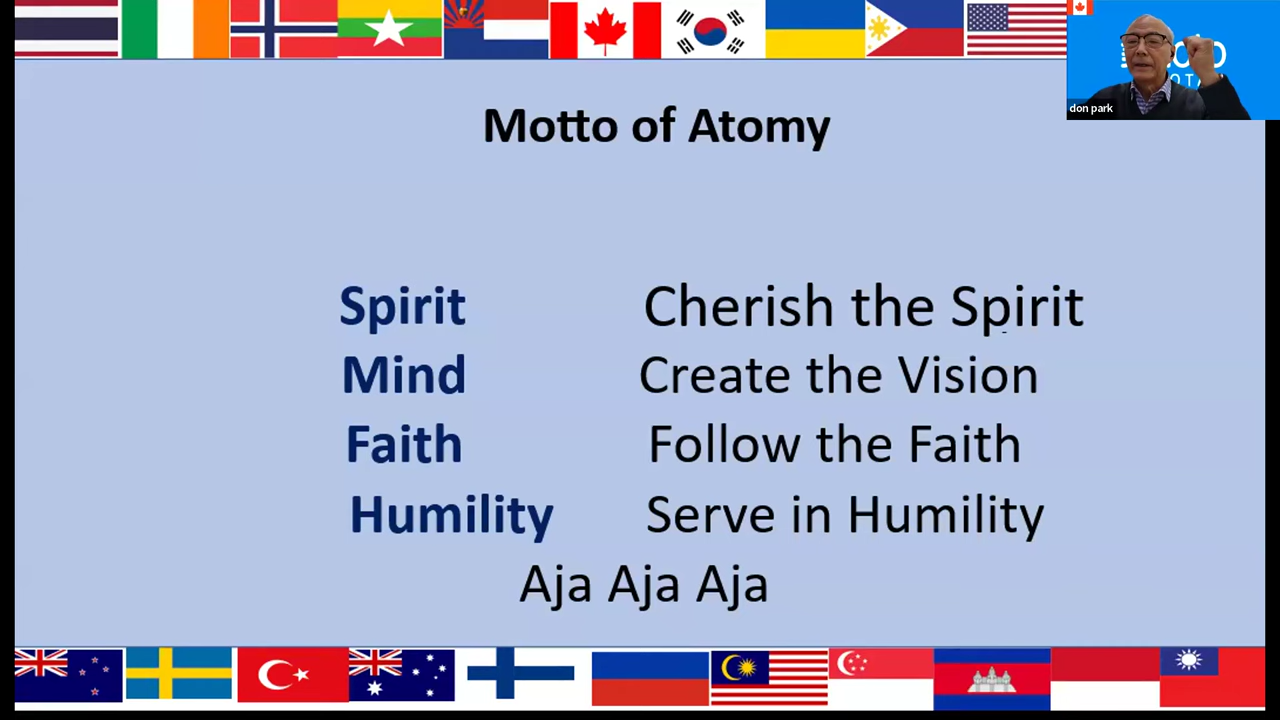 Motto of Atomy
Spirit Cherish the Spirit
Mind Create the Vision
Faith Follow the Faith
Humility Serve in Humility
Aja Aja Aja
don park